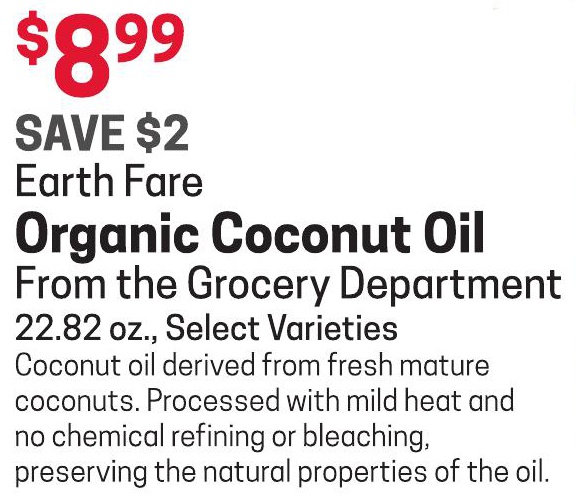 $8.99
SAVE $2
Earth Fare
Organic Coconut Oil
From the Grocery Department
22.82 oz., Select Varieties
Coconut oil derived from fresh mature
coconuts. Processed with mild heat and
no chemical refining or bleaching,
preserving the natural properties of the oil.